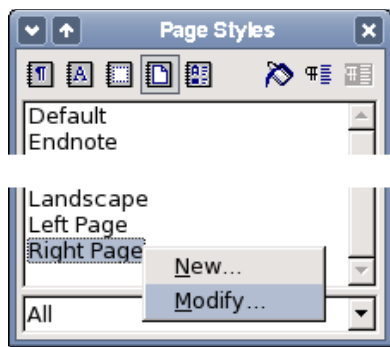 Page Styles
Default
Endnote
Landscape
Left Page
Right Page
New...
Modify...
All